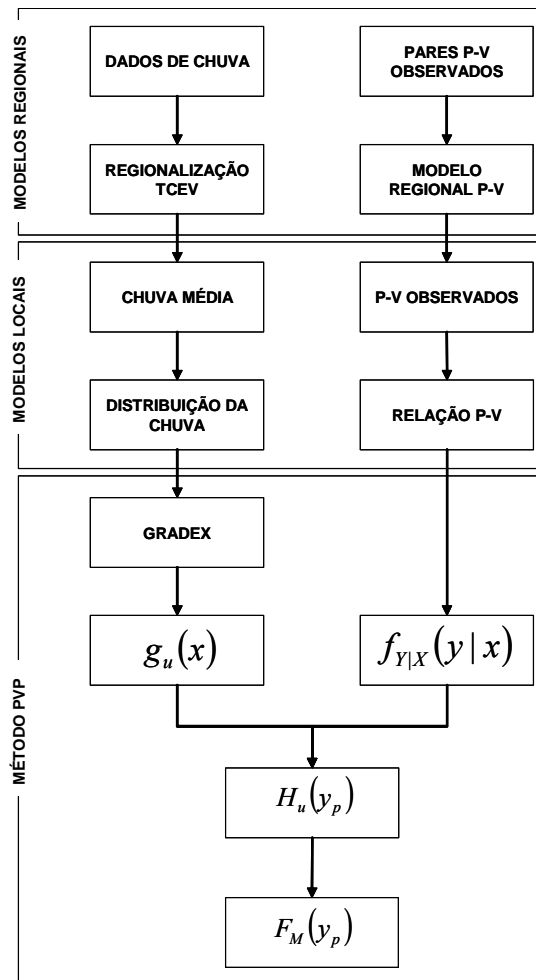 MODELOS REGIONAIS
DADOS DE CHUVA
PARES P-V
OBSERVADOS
REGIONALIZAÇÃO
TCEV
MODELO
REGIONAL P-V
MODELOS LOCAIS
CHUVA MÉDIA
P-V OBSERVADOS
DISTRIBUIÇÃO DA
CHUVA
RELAÇÃO P-V
MÉTODO PVP
GRADEX
g_u(x)
f_{Y|X}(y | x)
H_u(y_p)
F_M(y_p)